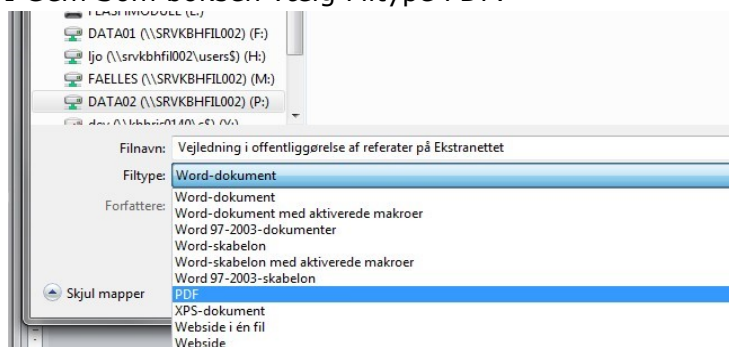 FLASHMODULE (E:)
DATA01 (\\SRVKBHFIL002) (F:)
ljo (\\srvkbhfil002\users$) (H:)
FAELLES (\\SRVKBHFIL002) (M:)
DATA02 (\\SRVKBHFIL002) (P:)
Filnavn: Vejledning i offentliggørelse af referater på Ekstranettet
Filtype: Word-dokument
Forfattere:
Word-dokument
Word-dokument med aktiverede makroer
Word 97-2003-dokumenter
Word-skabelon
Word-skabelon med aktiverede makroer
Word 97-2003-skabelon
Skjul mapper
PDF
XPS-dokument
Webside i én fil
Webside